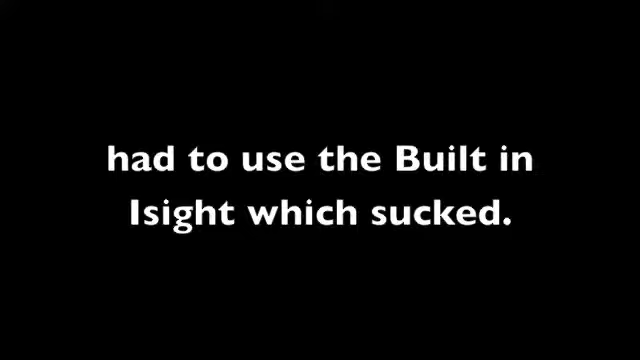 had to use the Built in
Isight which sucked.